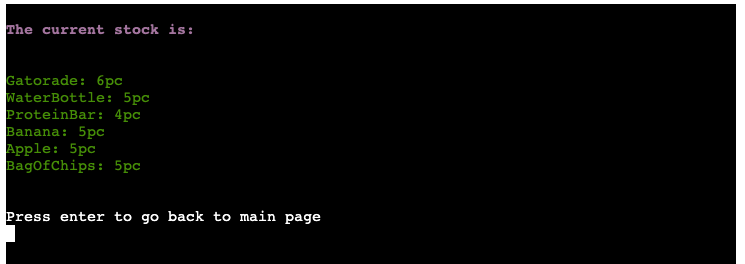 The current stock is:
Gatorade: 6pc
WaterBottle: 5pc
ProteinBar: 4pc
Banana: 5pc
Apple: 5pc
BagOfChips: 5pc
Press enter to go back to main page